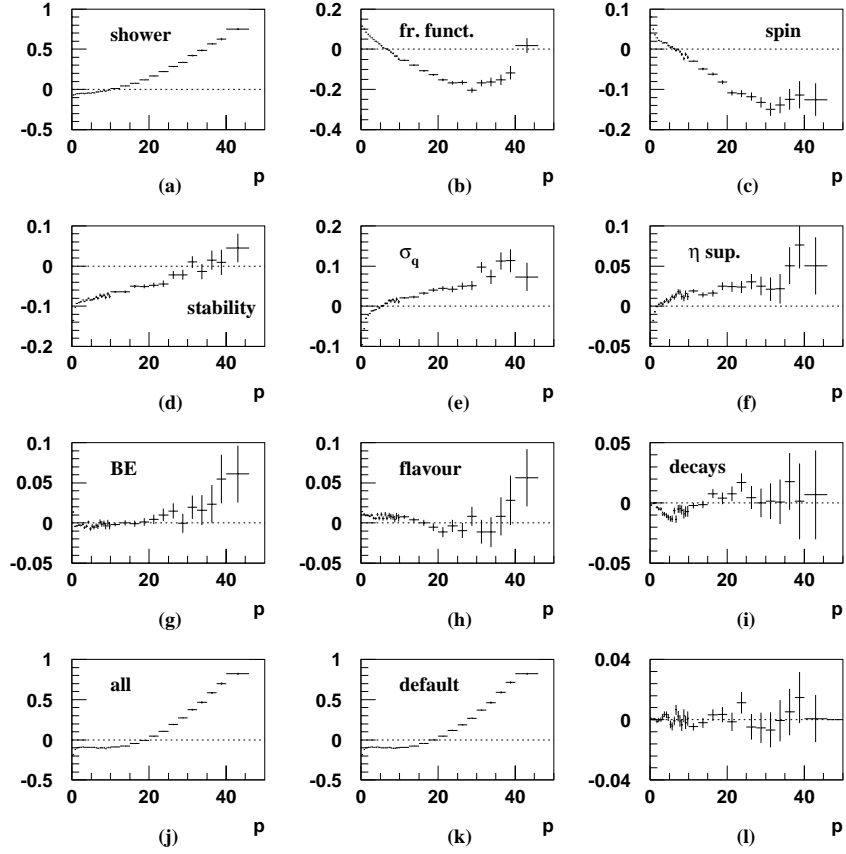 1
0.5
0
-0.5
shower
0
20
40
p
(a)
0.2
0
-0.2
-0.4
fr. funct.
0
20
40
p
(b)
0.1
0
-0.1
-0.2
spin
0
20
40
p
(c)
0.1
0
-0.1
-0.2
stability
0
20
40
p
(d)
0.2
0.1
0
-0.1
σq
0
20
40
p
(e)
0.1
0.05
0
-0.05
η sup.
0
20
40
p
(f)
0.1
0.05
0
-0.05
BE
0
20
40
p
(g)
0.1
0.05
0
-0.05
flavour
0
20
40
p
(h)
0.05
0
-0.05
decays
0
20
40
p
(i)
1
0.5
0
-0.5
all
0
20
40
p
(j)
1
0.5
0
-0.5
default
0
20
40
p
(k)
0.04
0
-0.04
0
20
40
p
(l)